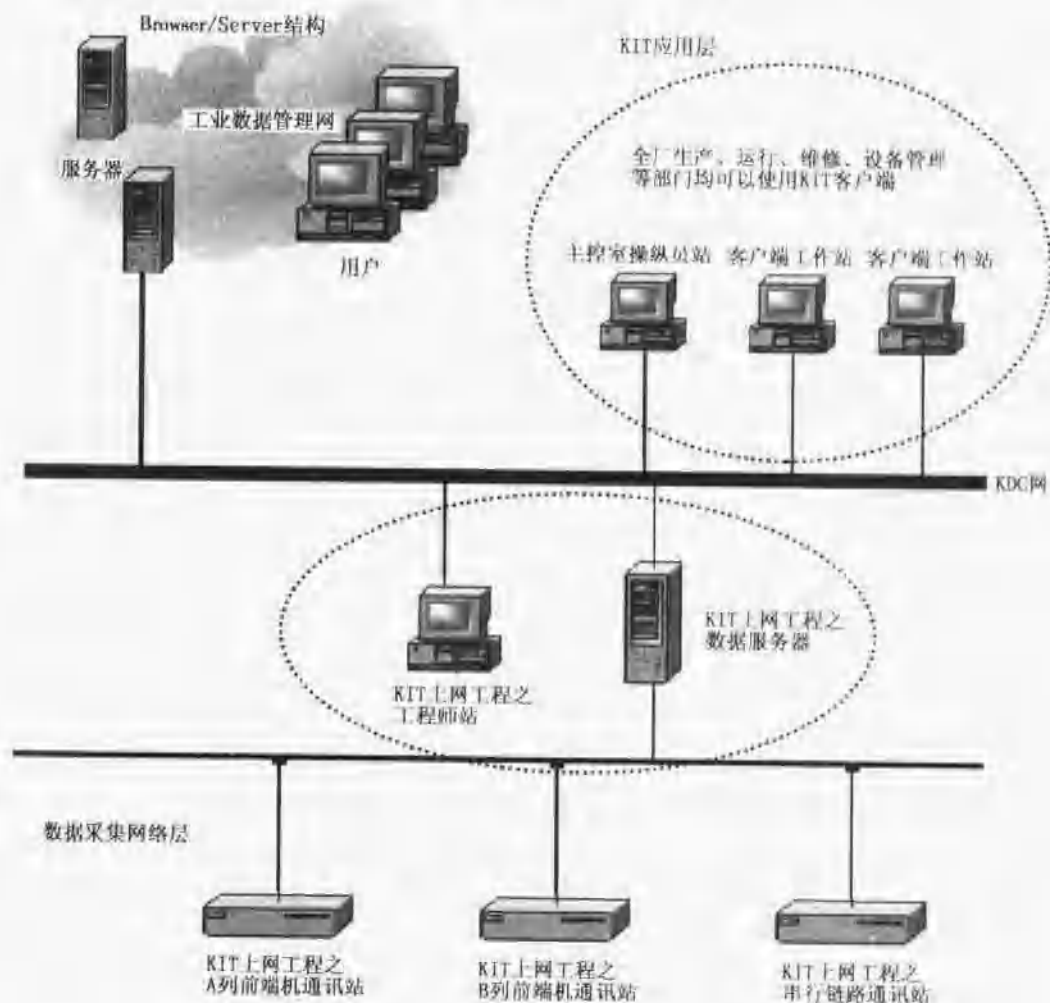 Browser/Server结构
工业数据管理网
服务器
用户
KIT应用层
全厂生产、运行、维修、设备管理
等部门均可以使用KIT客户端
主控室操纵员站
客户端工作站
客户端工作站
KDC网
KIT上网工程之
数据服务器
KIT上网工程之
工程师站
数据采集网络层
KIT上网工程之
A列前端机通讯站
KIT上网工程之
B列前端机通讯站
KIT上网工程之
串行链路通讯站